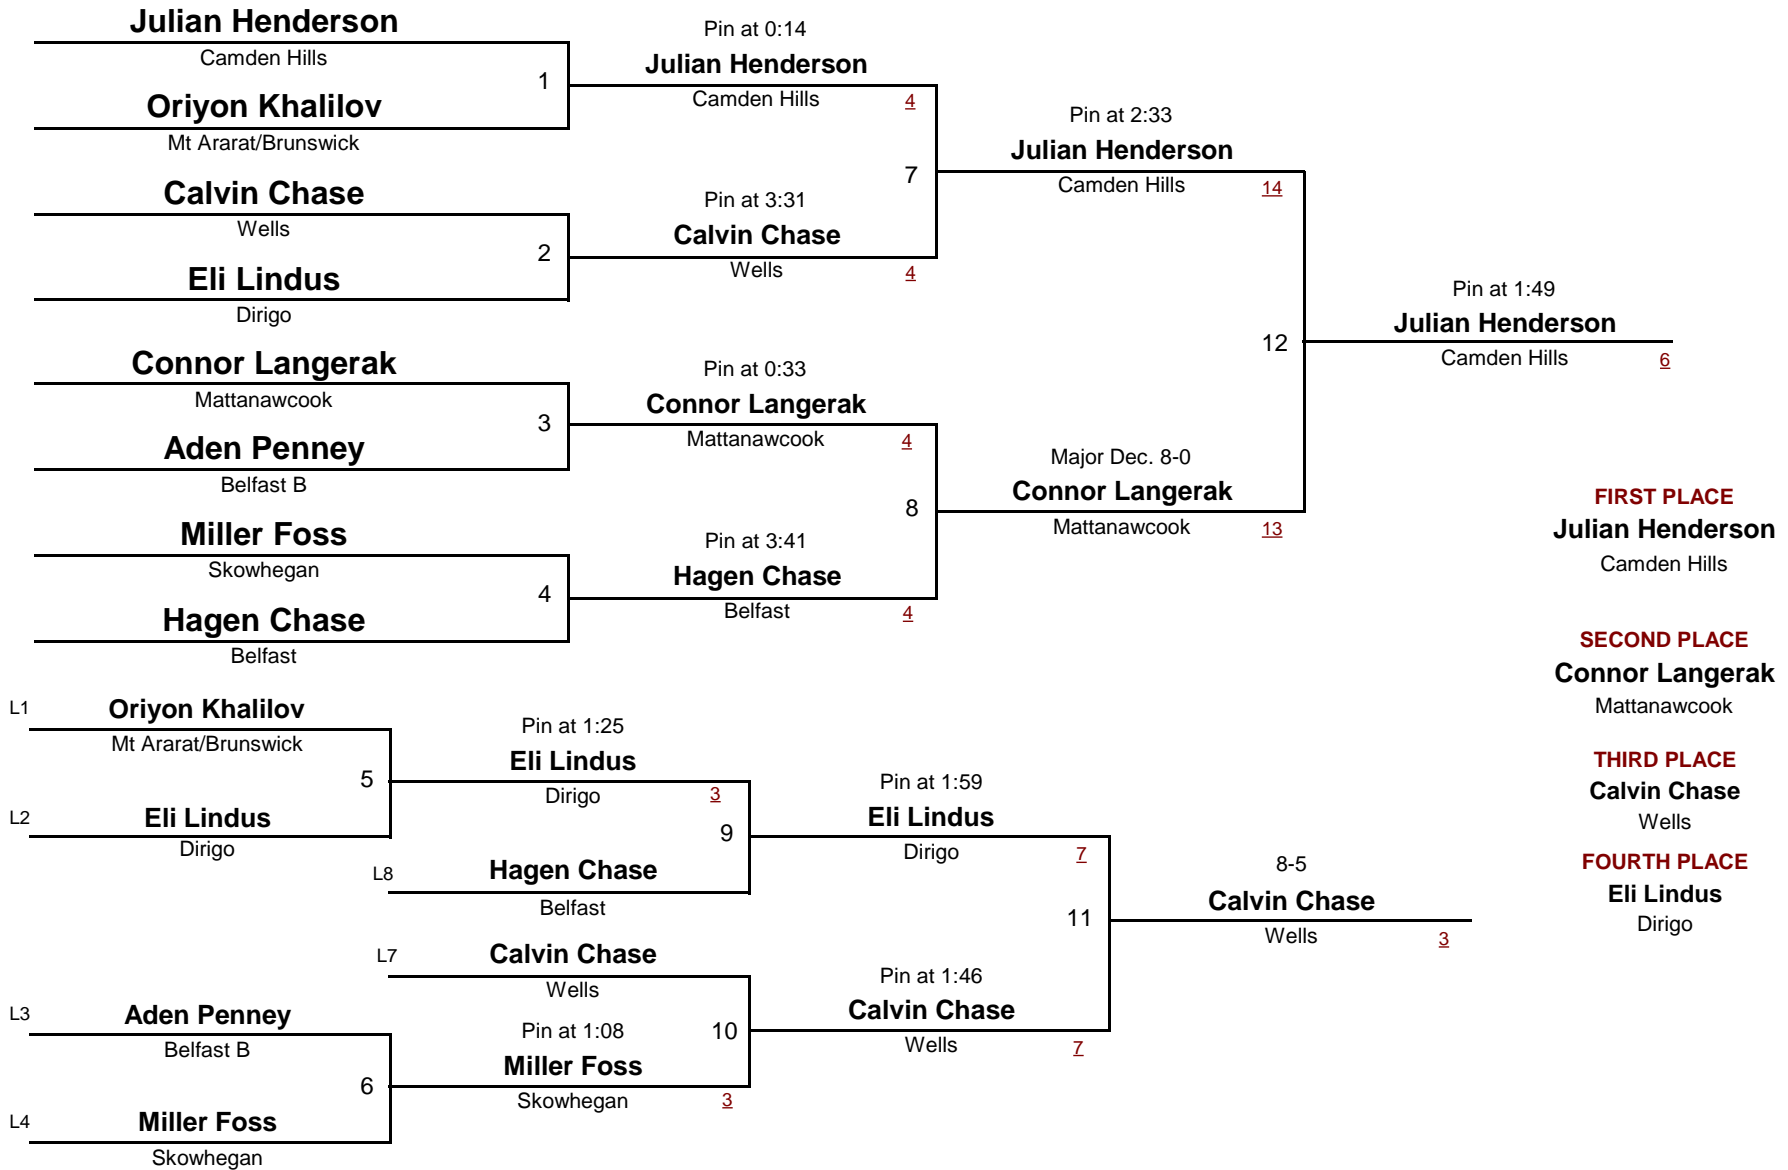 Julian Henderson
Camden Hills
1
Oriyon Khalilov
Mt Ararat/Brunswick
Calvin Chase
Wells
2
Eli Lindus
Dirigo
Connor Langerak
Mattanawcook
3
Aden Penney
Belfast B
Miller Foss
Skowhegan
4
Hagen Chase
Belfast
Pin at 0:14
Julian Henderson
Camden Hills 4
7
Pin at 3:31
Calvin Chase
Wells 4
Pin at 0:33
Connor Langerak
Mattanawcook 4
8
Pin at 3:41
Hagen Chase
Belfast 4
Pin at 2:33
Julian Henderson
Camden Hills 14
12
Major Dec. 8-0
Connor Langerak
Mattanawcook 13
Pin at 1:49
Julian Henderson
Camden Hills 6
L1 Oriyon Khalilov
Mt Ararat/Brunswick
5
L2 Eli Lindus
Dirigo
L3 Aden Penney
Belfast B
6
L4 Miller Foss
Skowhegan
Pin at 1:25
Eli Lindus
Dirigo 3
9
L8 Hagen Chase
Belfast
L7 Calvin Chase
Wells
10
Pin at 1:08
Miller Foss
Skowhegan 3
Pin at 1:59
Eli Lindus
Dirigo 7
11
Pin at 1:46
Calvin Chase
Wells 7
8-5
Calvin Chase
Wells 3
FIRST PLACE
Julian Henderson
Camden Hills
SECOND PLACE
Connor Langerak
Mattanawcook
THIRD PLACE
Calvin Chase
Wells
FOURTH PLACE
Eli Lindus
Dirigo